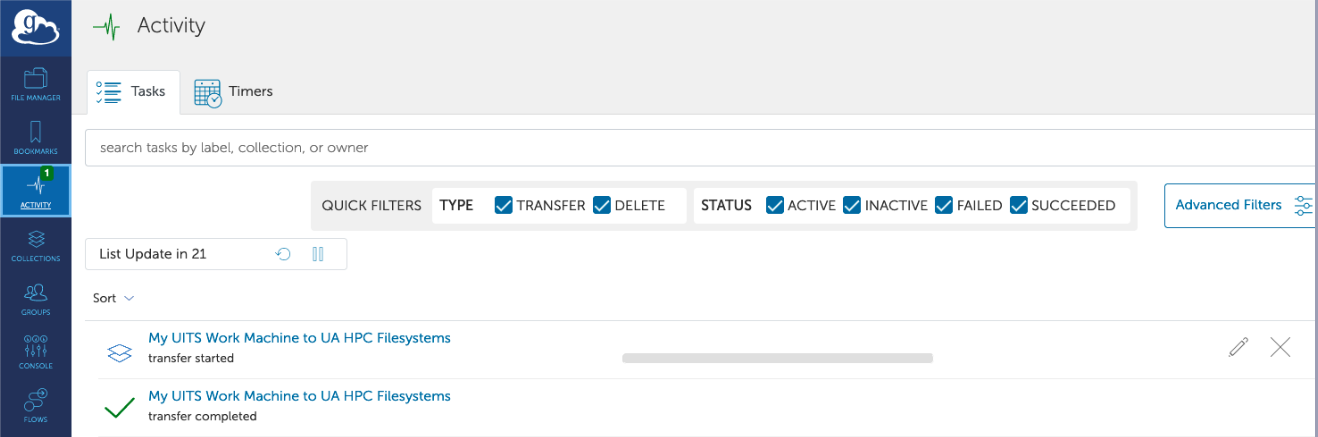 g
Activity
FILE MANAGER
Tasks
Timers
BOOKMARKS
search tasks by label, collection, or owner
1
ACTIVITY
QUICK FILTERS TYPE TRANSFER DELETE STATUS ACTIVE INACTIVE FAILED SUCCEEDED Advanced Filters
COLLECTIONS
List Update in 21
Sort
GROUPS
My UITS Work Machine to UA HPC Filesystems
transfer started
CONSOLE
My UITS Work Machine to UA HPC Filesystems
transfer completed
FLOWS